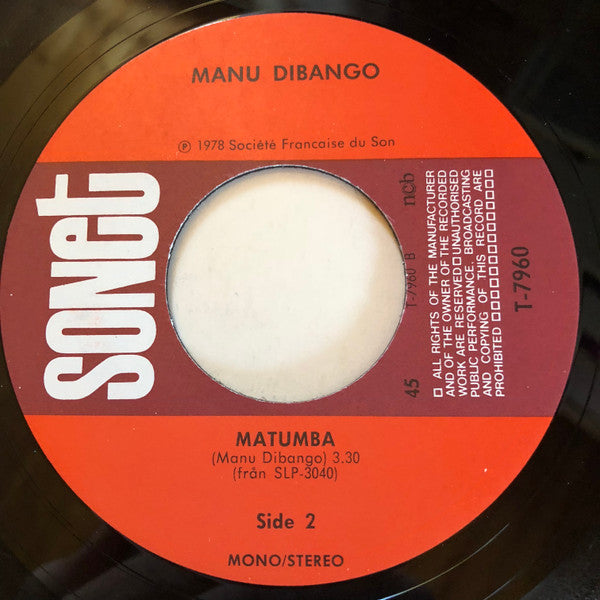 MANU DIBANGO
℗ 1978 Société Francaise du Son
sonet
45
T-7960 B
ncb
□ ALL RIGHTS OF THE MANUFACTURER
AND OF THE OWNER OF THE RECORDED
WORK ARE RESERVED □ UNAUTHORISED
PUBLIC PERFORMANCE, BROADCASTING
AND COPYING OF THIS RECORD ARE
PROHIBITED □□□□□□□□□□□□
T-7960
MATUMBA
(Manu Dibango) 3.30
(från SLP-3040)
Side 2
MONO/STEREO